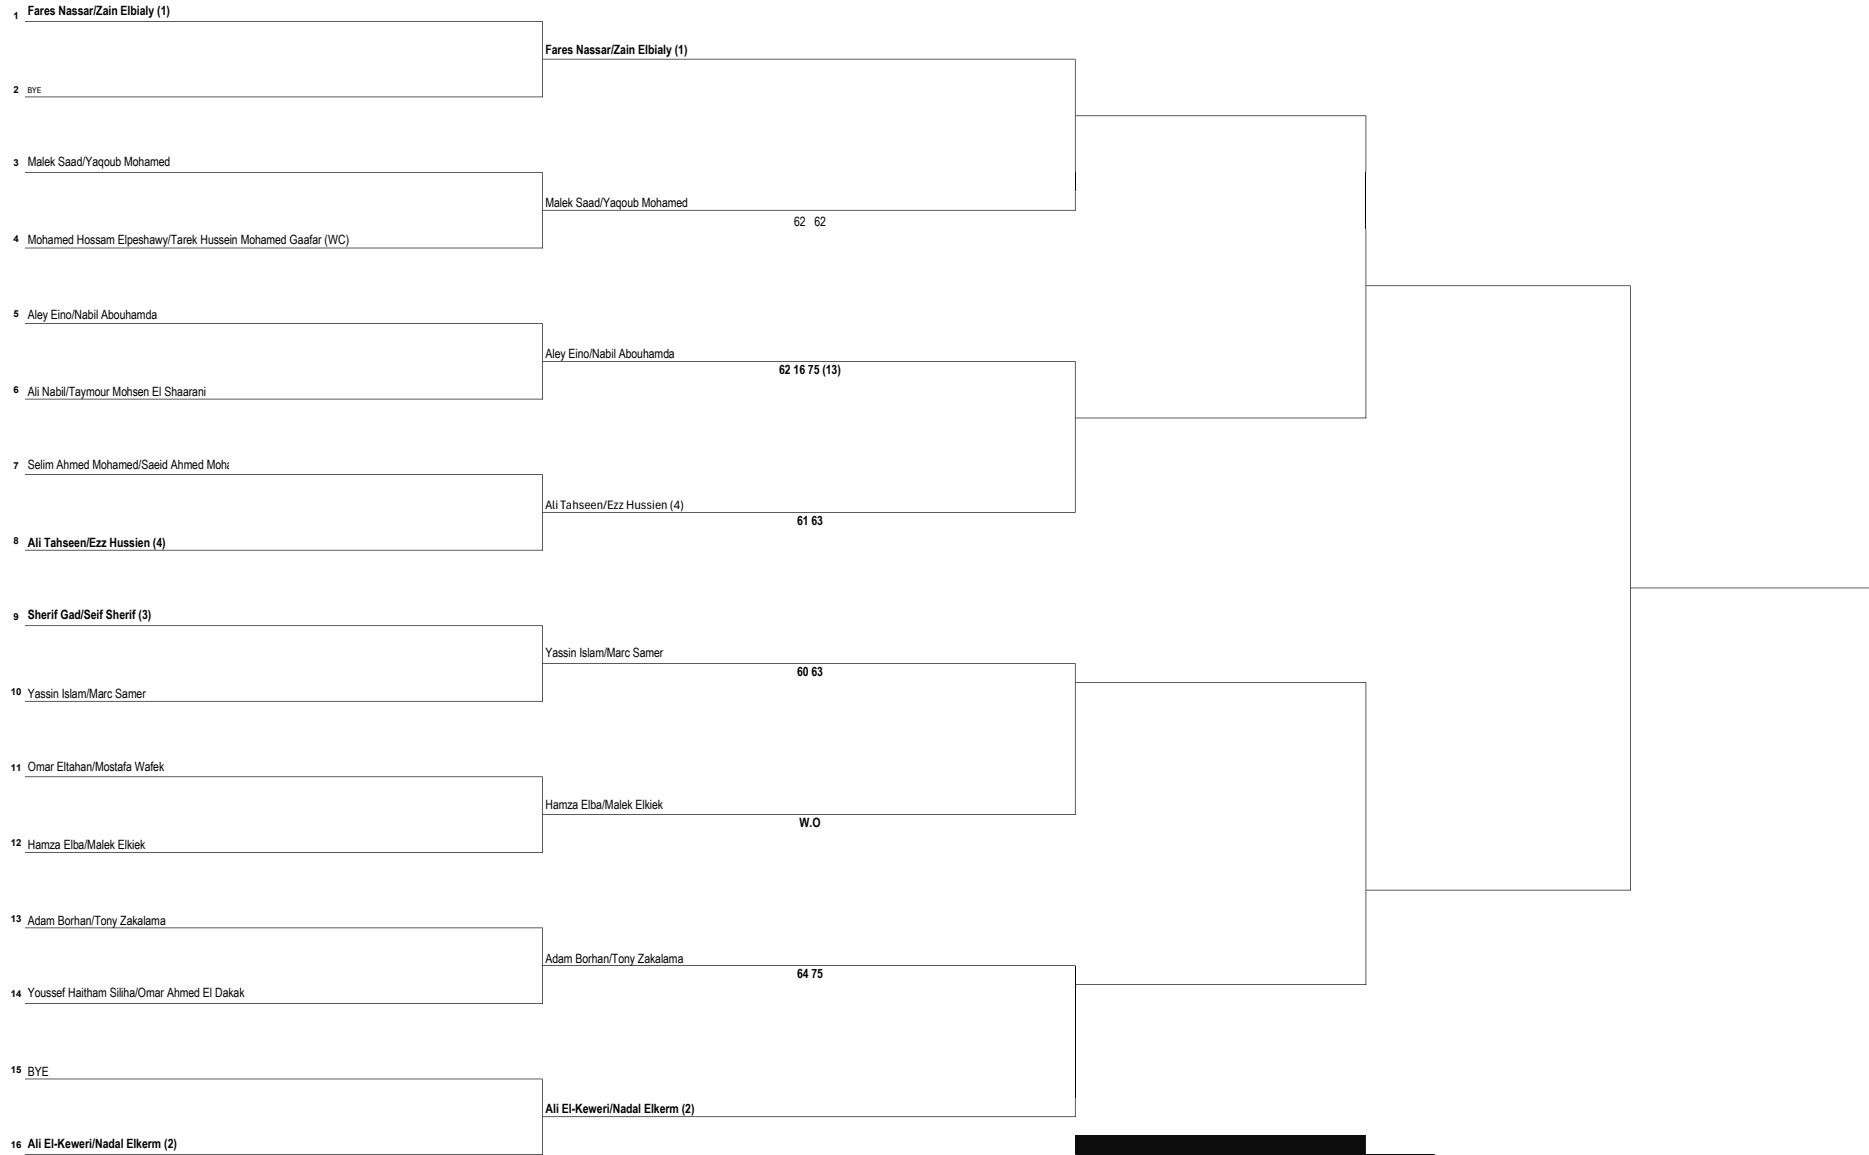 1 Fares Nassar/Zain Elbialy (1)
Fares Nassar/Zain Elbialy (1)
2 BYE
3 Malek Saad/Yaqoub Mohamed
Malek Saad/Yaqoub Mohamed
62 62
4 Mohamed Hossam Elpeshawy/Tarek Hussein Mohamed Gaafar (WC)
5 Aley Eino/Nabil Abouhamda
Aley Eino/Nabil Abouhamda
62 16 75 (13)
6 Ali Nabil/Taymour Mohsen El Shaarani
7 Selim Ahmed Mohamed/Saeid Ahmed Moh
Ali Tahseen/Ezz Hussien (4)
61 63
8 Ali Tahseen/Ezz Hussien (4)
9 Sherif Gad/Seif Sherif (3)
Yassin Islam/Marc Samer
60 63
10 Yassin Islam/Marc Samer
11 Omar Eltahan/Mostafa Wafek
Hamza Elba/Malek Elkiek
W.O
12 Hamza Elba/Malek Elkiek
13 Adam Borhan/Tony Zakalama
Adam Borhan/Tony Zakalama
64 75
14 Youssef Haitham Siliha/Omar Ahmed El Dakak
15 BYE
Ali El-Keweri/Nadal Elkerm (2)
16 Ali El-Keweri/Nadal Elkerm (2)